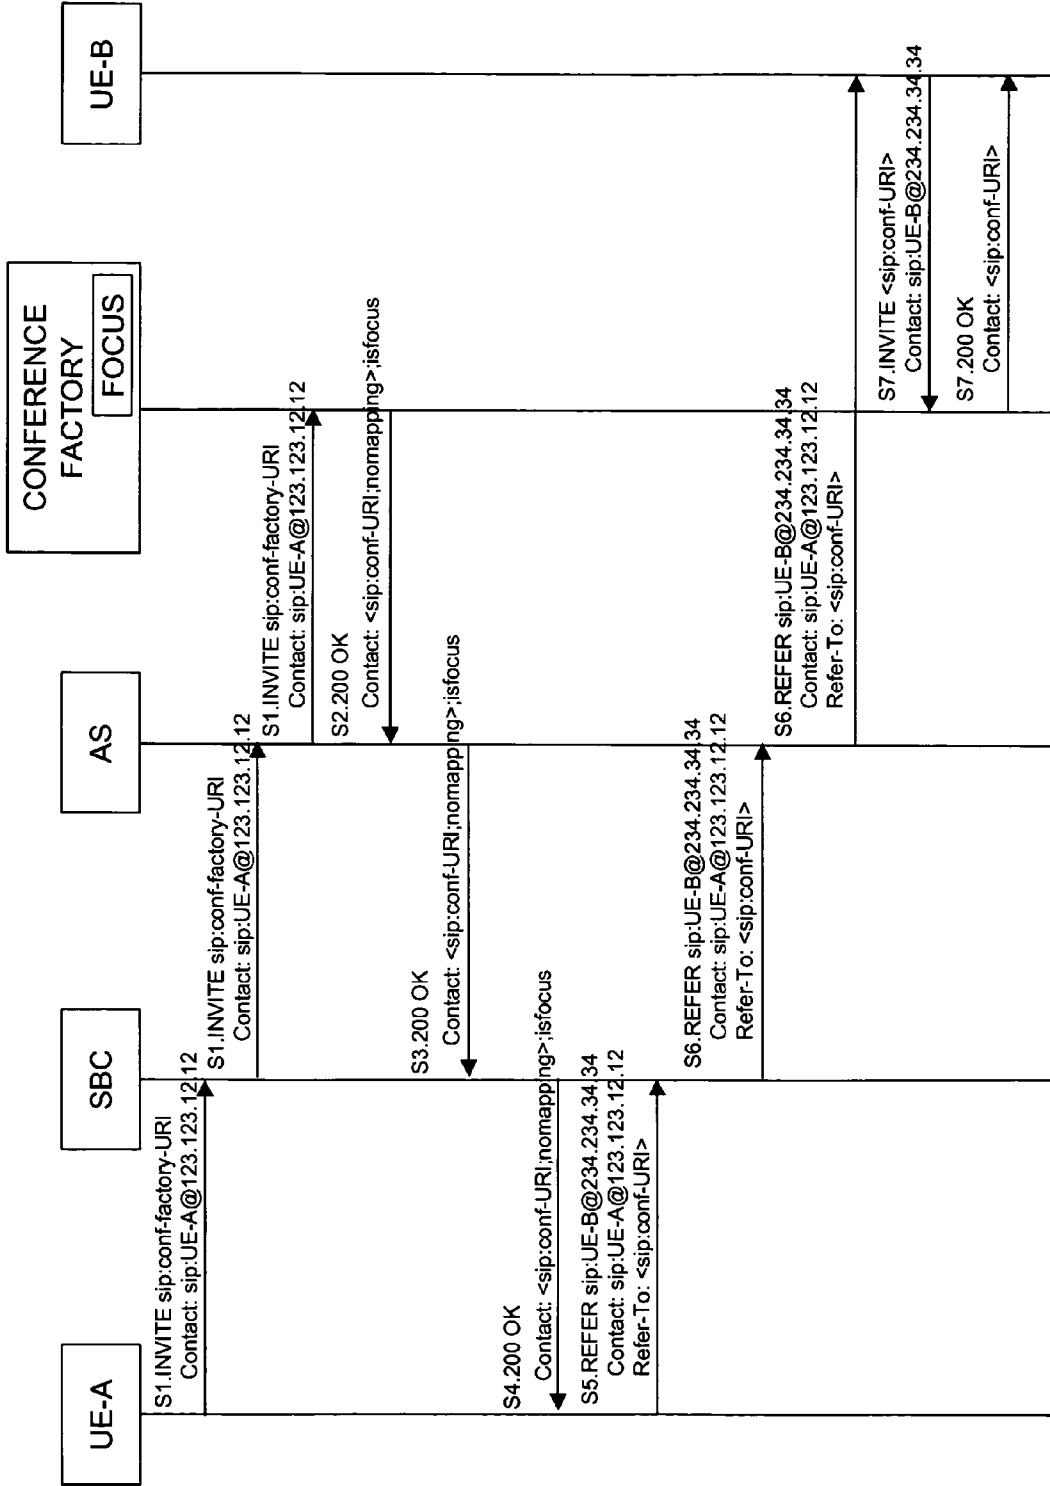 UE-A
SBC
AS
CONFERENCE
FACTORY
FOCUS
UE-B
S1.INVITE sip:conf-factory-URI
Contact: sip:UE-A@123.123.12.12
S1.INVITE sip:conf-factory-URI
Contact: sip:UE-A@123.123.12.12
S1.INVITE sip:conf-factory-URI
Contact: sip:UE-A@123.123.12.12
S2.200 OK
Contact: <sip:conf-URI;nomapping>;isfocus
S3.200 OK
Contact: <sip:conf-URI;nomapping>;isfocus
S4.200 OK
Contact: <sip:conf-URI;nomapping>;isfocus
S5.REFER sip:UE-B@234.234.34.34
Contact: sip:UE-A@123.123.12.12
Refer-To: <sip:conf-URI>
S6.REFER sip:UE-B@234.234.34.34
Contact: sip:UE-A@123.123.12.12
Refer-To: <sip:conf-URI>
S6.REFER sip:UE-B@234.234.34.34
Contact: sip:UE-A@123.123.12.12
Refer-To: <sip:conf-URI>
S7.INVITE <sip:conf-URI>
Contact: sip:UE-B@234.234.34.34
S7.200 OK
Contact: <sip:conf-URI>